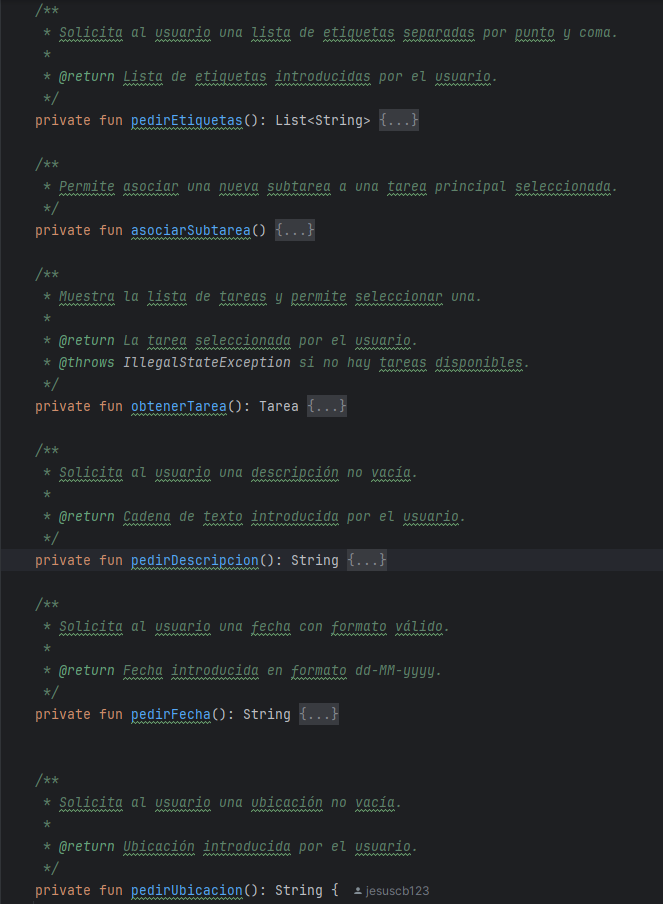 /**
 * Solicita al usuario una lista de etiquetas separadas por punto y coma.
 *
 * @return Lista de etiquetas introducidas por el usuario.
 */
private fun pedirEtiquetas(): List<String> {...}
/**
 * Permite asociar una nueva subtarea a una tarea principal seleccionada.
 */
private fun asociarSubtarea() {...}
/**
 * Muestra la lista de tareas y permite seleccionar una.
 *
 * @return La tarea seleccionada por el usuario.
 * @throws IllegalStateException si no hay tareas disponibles.
 */
private fun obtenerTarea(): Tarea {...}
/**
 * Solicita al usuario una descripción no vacía.
 *
 * @return Cadena de texto introducida por el usuario.
 */
private fun pedirDescripcion(): String {...}
/**
 * Solicita al usuario una fecha con formato válido.
 *
 * @return Fecha introducida en formato dd-MM-yyyy.
 */
private fun pedirFecha(): String {...}
/**
 * Solicita al usuario una ubicación no vacía.
 *
 * @return Ubicación introducida por el usuario.
 */
private fun pedirUbicacion(): String { jesuscb123